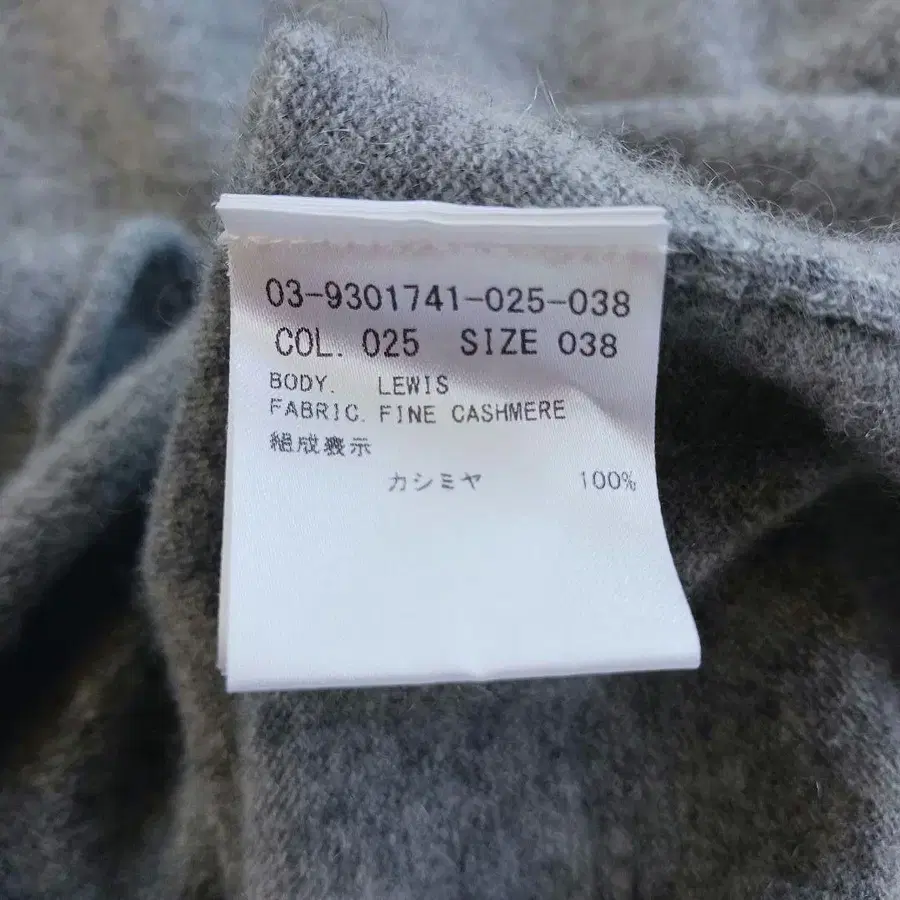 03-9301741-025-038
COL. 025 SIZE 038
BODY. LEWIS
FABRIC. FINE CASHMERE
組成表示
カシミヤ 100%